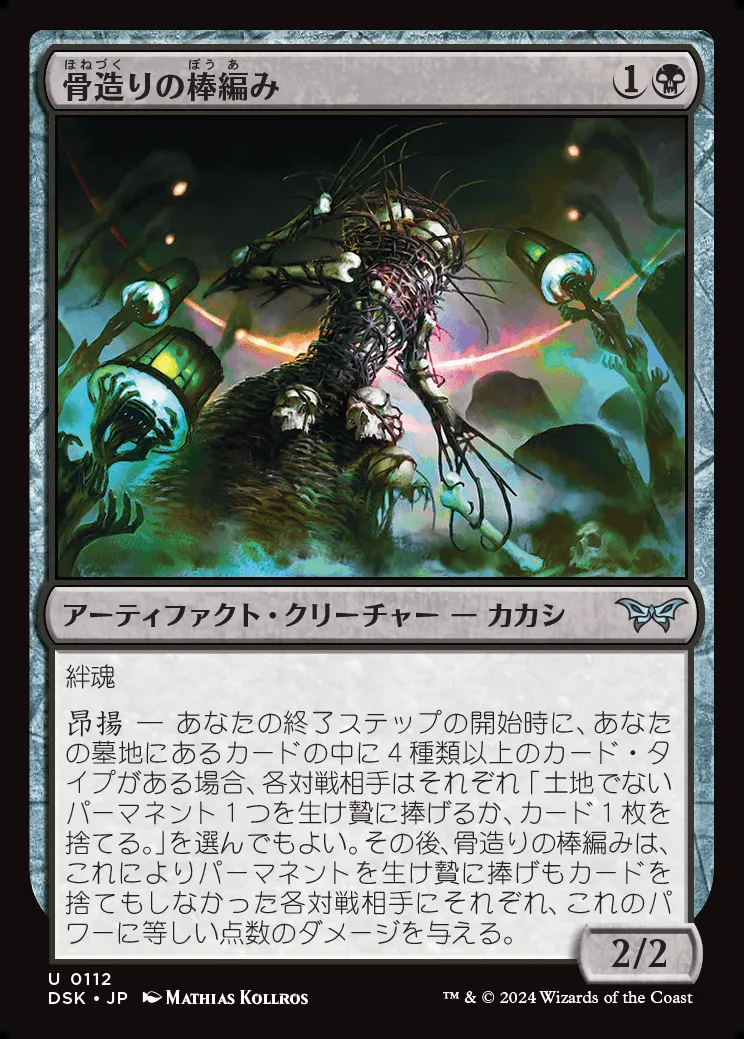 ほねづく ぼう あ
骨造りの棒編み 1
アーティファクト・クリーチャー — カカシ
絆魂
昂揚 — あなたの終了ステップの開始時に、あなた
の墓地にあるカードの中に4種類以上のカード・タ
イプがある場合、各対戦相手はそれぞれ「土地でない
パーマネント1つを生け贄に捧げるか、カード1枚を
捨てる。」を選んでもよい。その後、骨造りの棒編みは、
これによりパーマネントを生け贄に捧げもカードを
捨てもしなかった各対戦相手にそれぞれ、これのパ
ワーに等しい点数のダメージを与える。
2/2
U 0112
DSK • JP MATHIAS KOLLROS
™ & © 2024 Wizards of the Coast